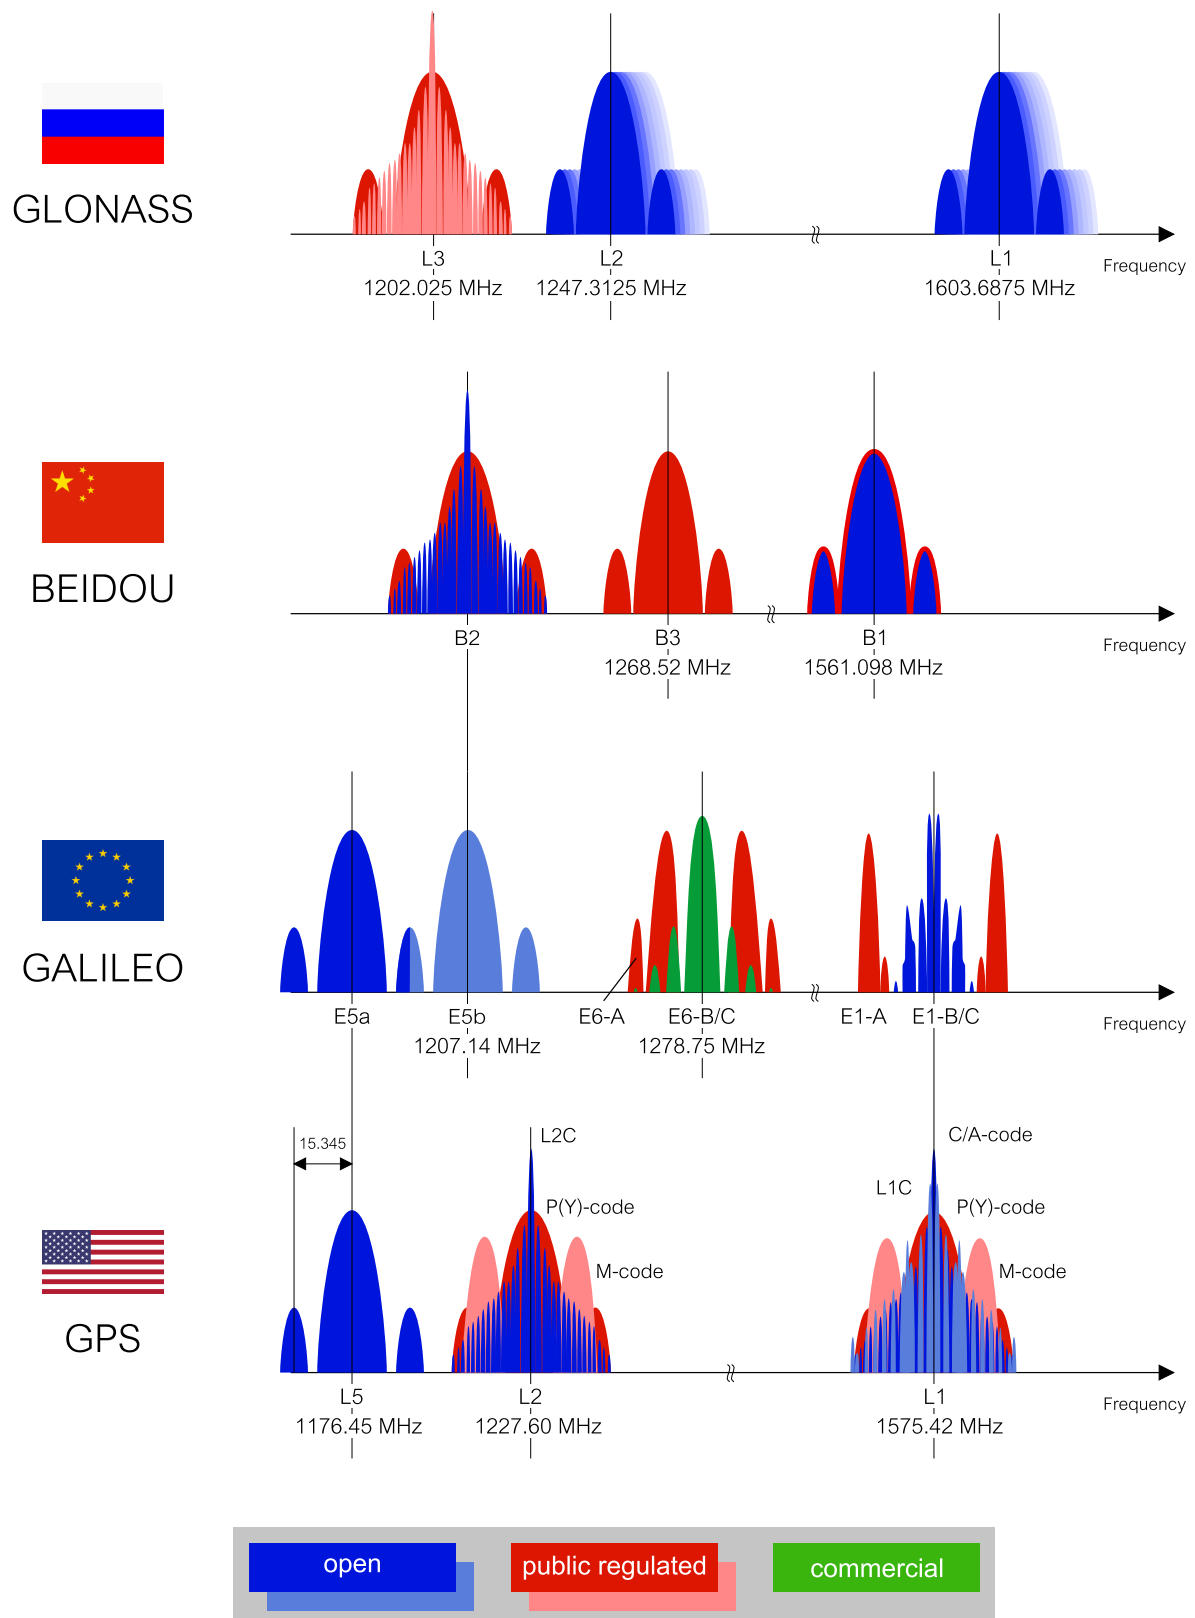 GLONASS
L3
L2
L1
Frequency
1202.025 MHz
1247.3125 MHz
1603.6875 MHz
BEIDOU
B2
B3
B1
Frequency
1268.52 MHz
1561.098 MHz
GALILEO
E5a
E5b
E6-A
E6-B/C
E1-A
E1-B/C
Frequency
1207.14 MHz
1278.75 MHz
GPS
15.345
L2C
P(Y)-code
M-code
C/A-code
L1C
P(Y)-code
M-code
L5
L2
L1
Frequency
1176.45 MHz
1227.60 MHz
1575.42 MHz
open
public regulated
commercial